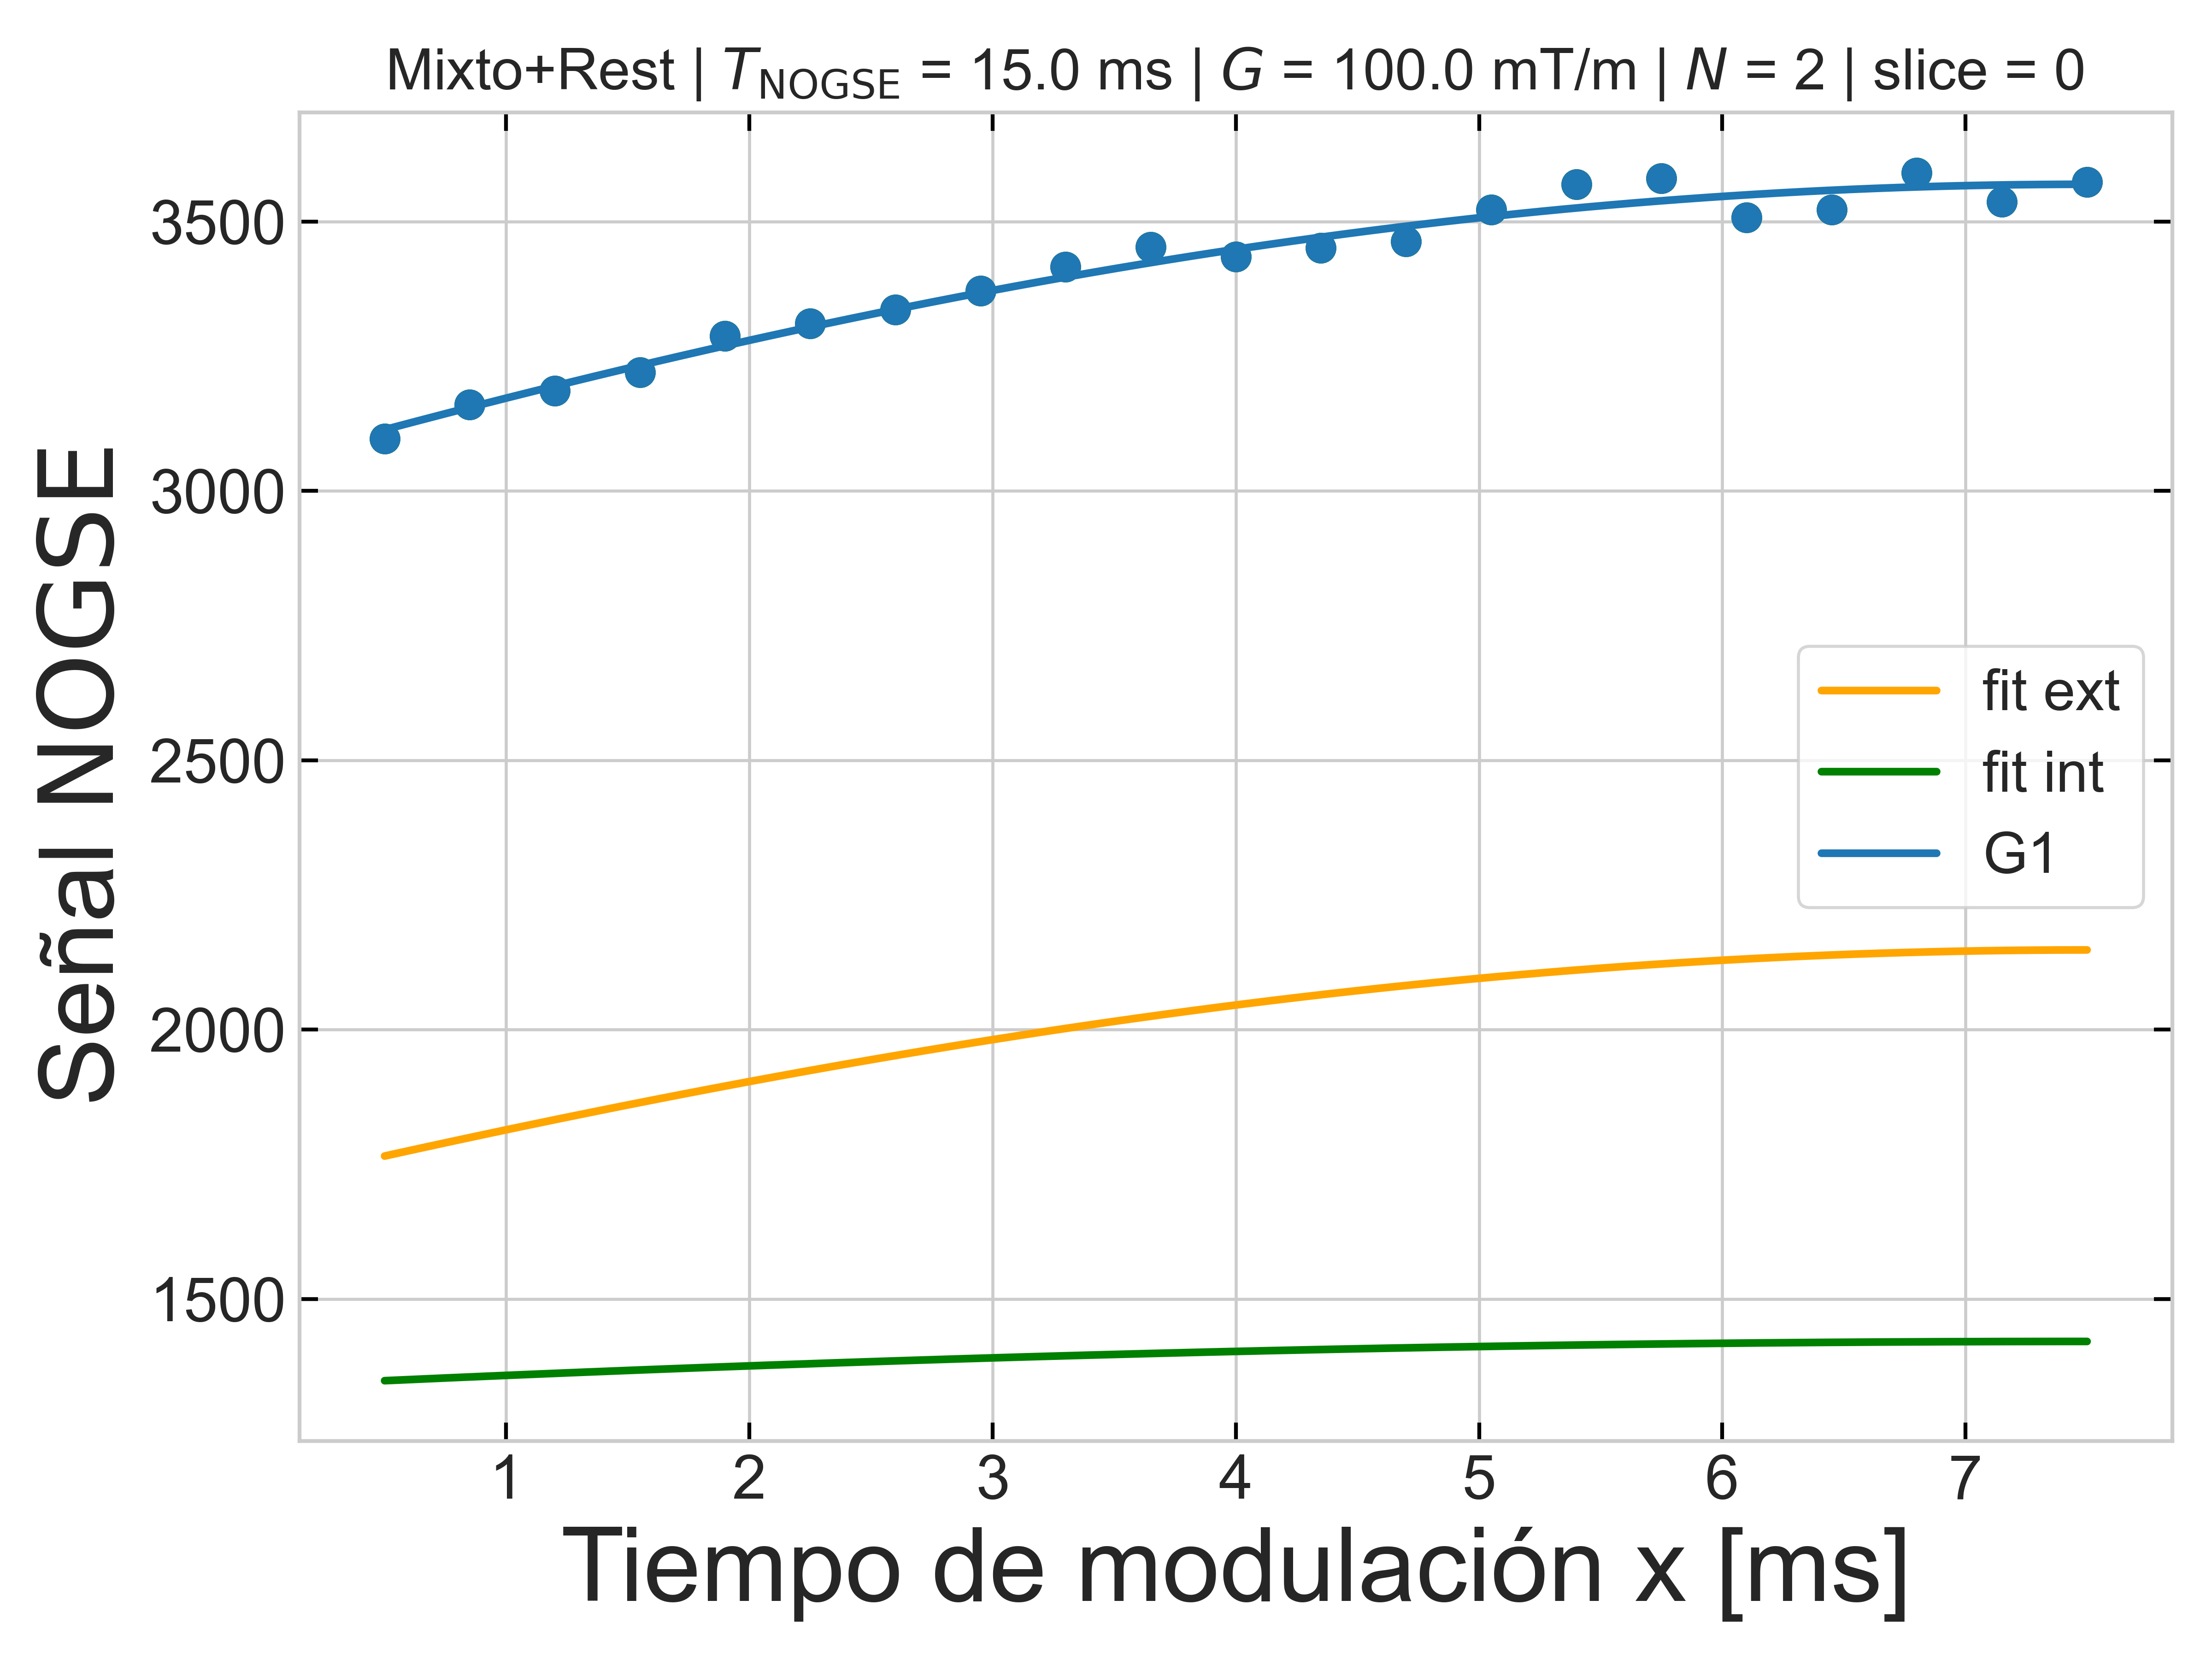 Mixto+Rest | T_NOGSE = 15.0 ms | G = 100.0 mT/m | N = 2 | slice = 0
Señal NOGSE
3500
3000
2500
2000
1500
fit ext
fit int
G1
1 2 3 4 5 6 7
Tiempo de modulación x [ms]